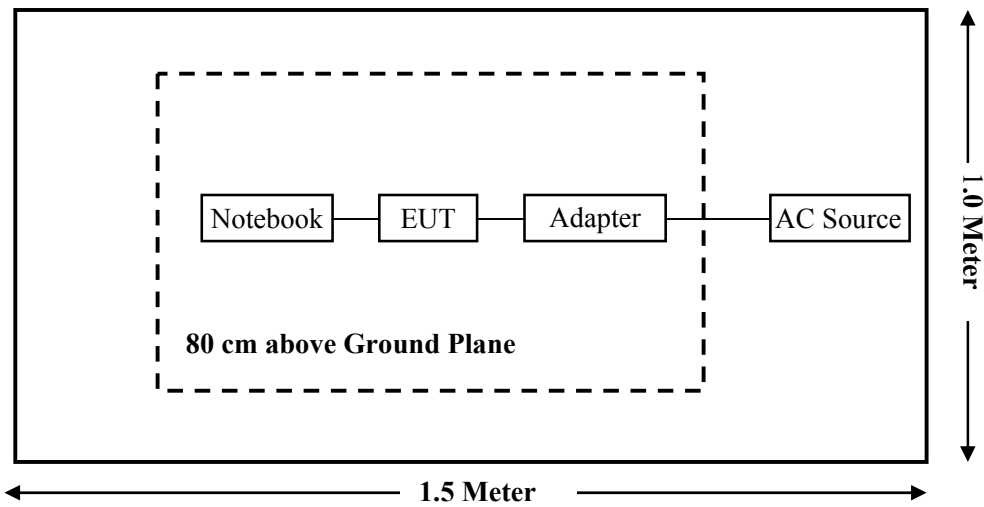 Notebook
EUT
Adapter
AC Source
80 cm above Ground Plane
1.0 Meter
1.5 Meter